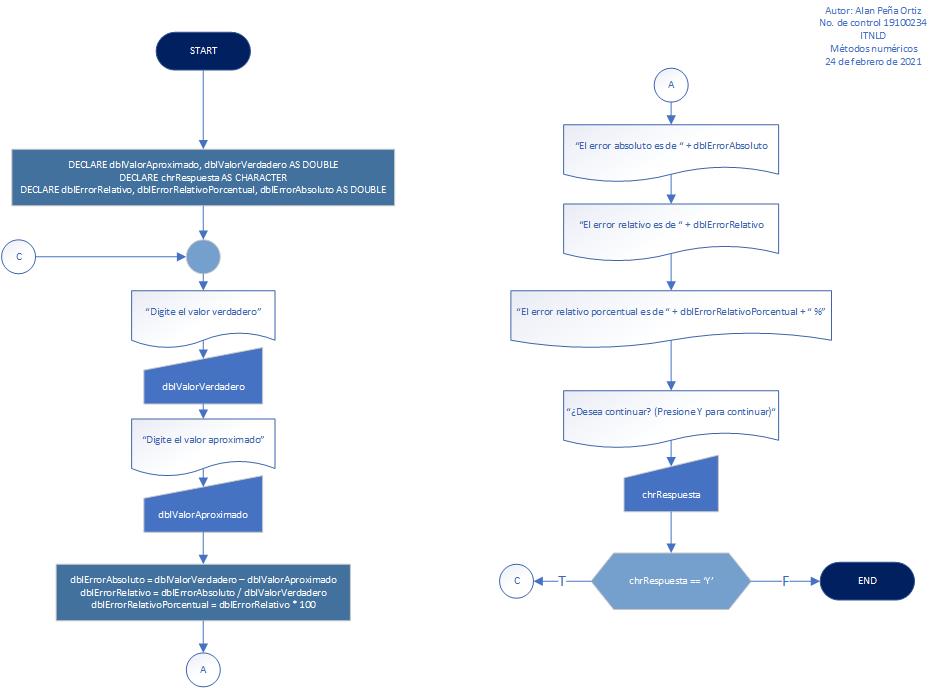 Autor: Alan Peña Ortiz
No. de control 19100234
ITNLD
Métodos numéricos
24 de febrero de 2021
START
DECLARE dblValorAproximado, dblValorVerdadero AS DOUBLE
DECLARE chrRespuesta AS CHARACTER
DECLARE dblErrorRelativo, dblErrorRelativoPorcentual, dblErrorAbsoluto AS DOUBLE
C
“Digite el valor verdadero”
dblValorVerdadero
“Digite el valor aproximado”
dblValorAproximado
dblErrorAbsoluto = dblValorVerdadero – dblValorAproximado
dblErrorRelativo = dblErrorAbsoluto / dblValorVerdadero
dblErrorRelativoPorcentual = dblErrorRelativo * 100
A
A
“El error absoluto es de “ + dblErrorAbsoluto
“El error relativo es de “ + dblErrorRelativo
“El error relativo porcentual es de “ + dblErrorRelativoPorcentual + “ %”
“¿Desea continuar? (Presione Y para continuar)“
chrRespuesta
C
T
chrRespuesta == ‘Y’
F
END